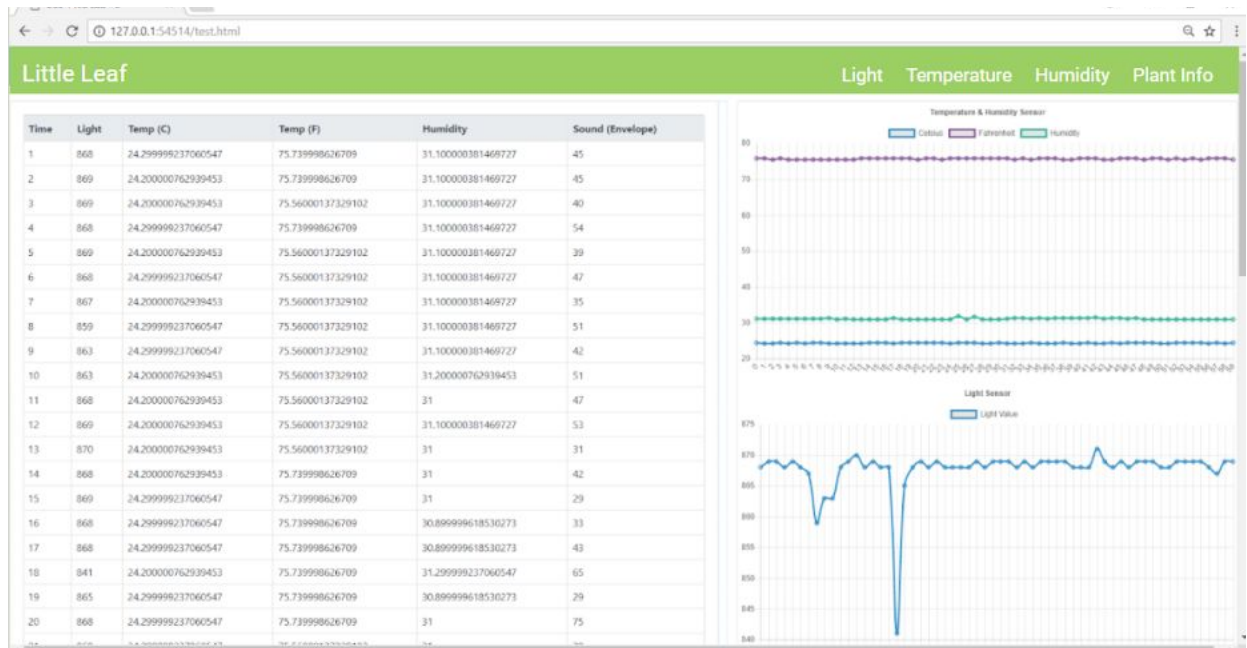 127.0.0.1:54514/test.html
Little Leaf
Light Temperature Humidity Plant Info
Time Light Temp (C) Temp (F) Humidity Sound (Envelope)
1 868 24.299999237060547 75.739998626709 31.100000381469727 45
2 869 24.200000762939453 75.739998626709 31.100000381469727 45
3 869 24.200000762939453 75.56000137329102 31.100000381469727 40
4 868 24.299999237060547 75.739998626709 31.100000381469727 54
5 869 24.200000762939453 75.56000137329102 31.100000381469727 39
6 868 24.299999237060547 75.56000137329102 31.100000381469727 47
7 867 24.200000762939453 75.56000137329102 31.100000381469727 35
8 859 24.299999237060547 75.56000137329102 31.100000381469727 51
9 863 24.299999237060547 75.56000137329102 31.100000381469727 42
10 863 24.200000762939453 75.56000137329102 31.200000762939453 51
11 868 24.200000762939453 75.56000137329102 31 47
12 869 24.200000762939453 75.56000137329102 31.100000381469727 53
13 870 24.200000762939453 75.56000137329102 31 31
14 868 24.200000762939453 75.739998626709 31 42
15 869 24.299999237060547 75.739998626709 31 29
16 868 24.299999237060547 75.739998626709 30.899999618530273 33
17 868 24.299999237060547 75.739998626709 30.899999618530273 43
18 841 24.200000762939453 75.739998626709 31.299999237060547 65
19 865 24.299999237060547 75.739998626709 30.899999618530273 29
20 868 24.299999237060547 75.739998626709 31 75
Temperature & Humidity Sensor
Celsius Fahrenheit Humidity
80
70
60
50
40
30
20
Light Sensor
Light Value
875
870
865
860
855
850
845
840